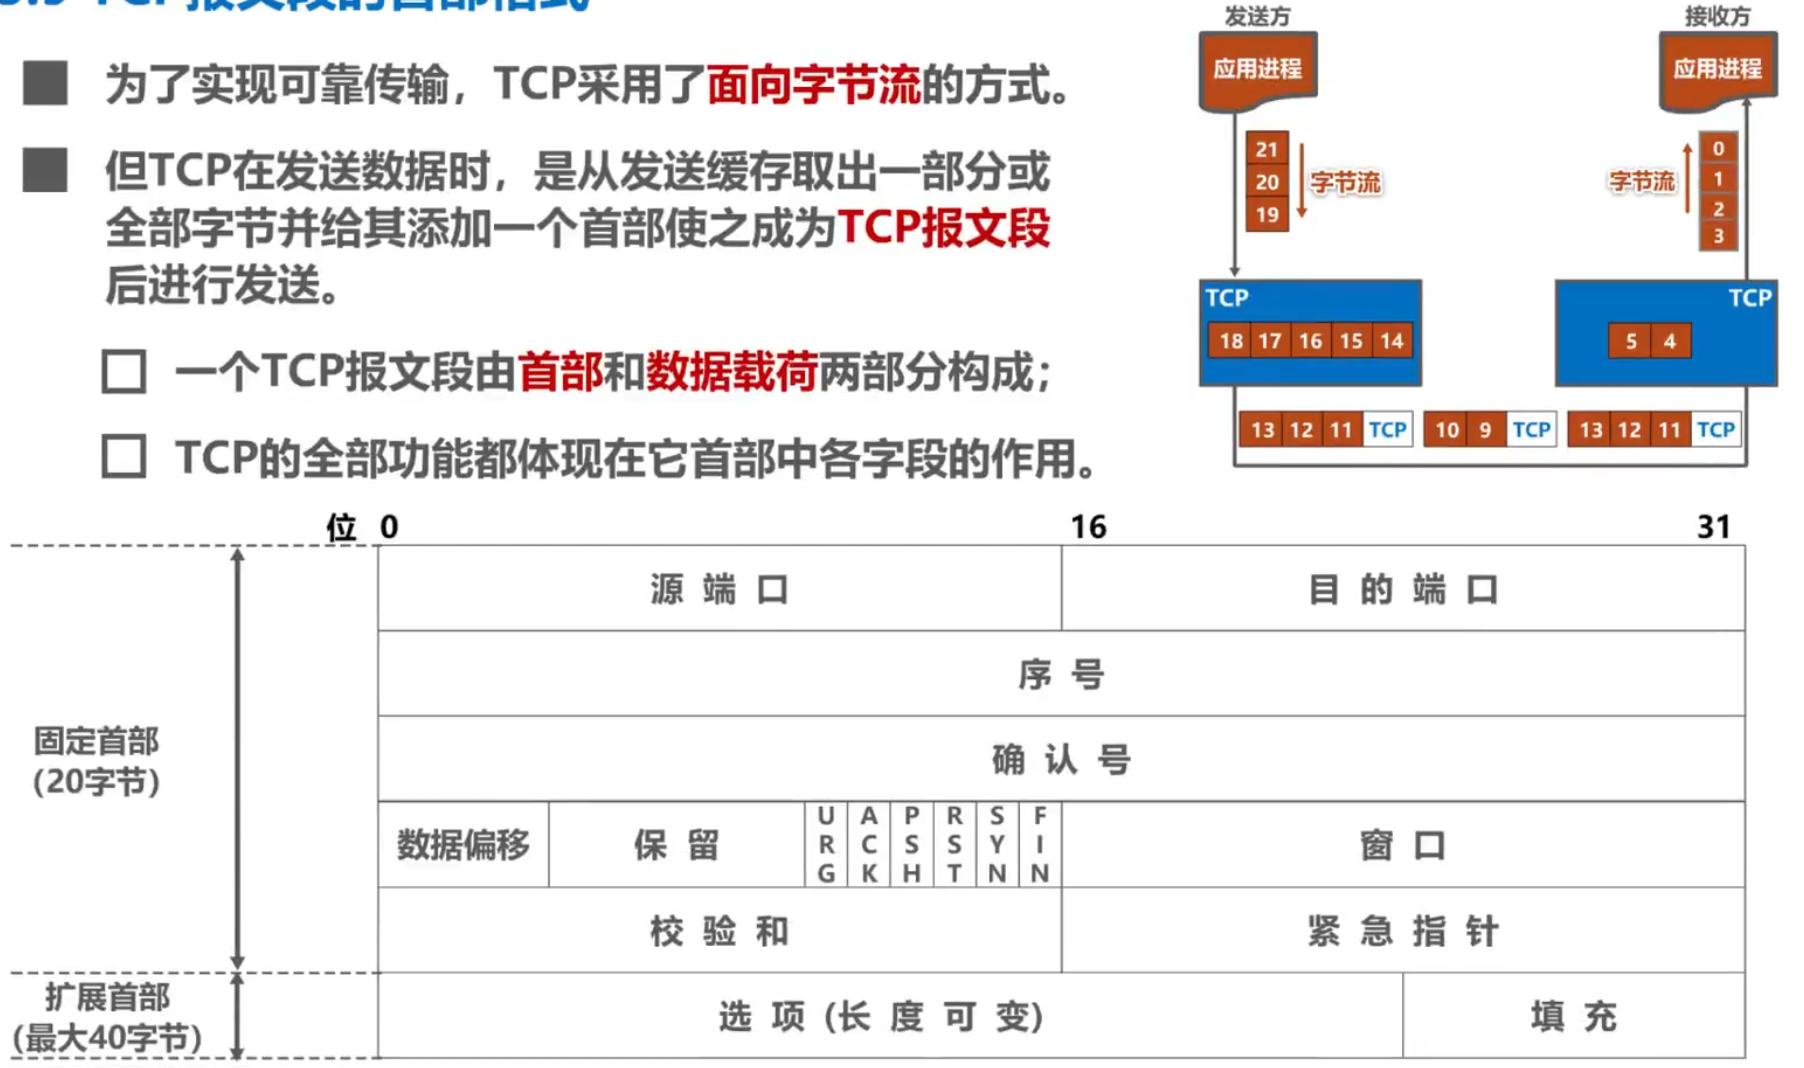 TCP报文段的首部格式
为了实现可靠传输，TCP采用了面向字节流的方式。
但TCP在发送数据时，是从发送缓存取出一部分或
全部字节并给其添加一个首部使之成为TCP报文段
后进行发送。
一个TCP报文段由首部和数据载荷两部分构成；
TCP的全部功能都体现在它首部中各字段的作用。
发送方
应用进程
21
20
19
字节流
TCP
18 17 16 15 14
接收方
应用进程
字节流
0
1
2
3
TCP
5 4
13 12 11 TCP 10 9 TCP 13 12 11 TCP
位 0 16 31
固定首部
(20字节)
源端口 目的端口
序号
确认号
数据偏移 保留 URG ACK PSH RST SYN FIN 窗口
校验和 紧急指针
扩展首部
(最大40字节)
选项(长度可变) 填充